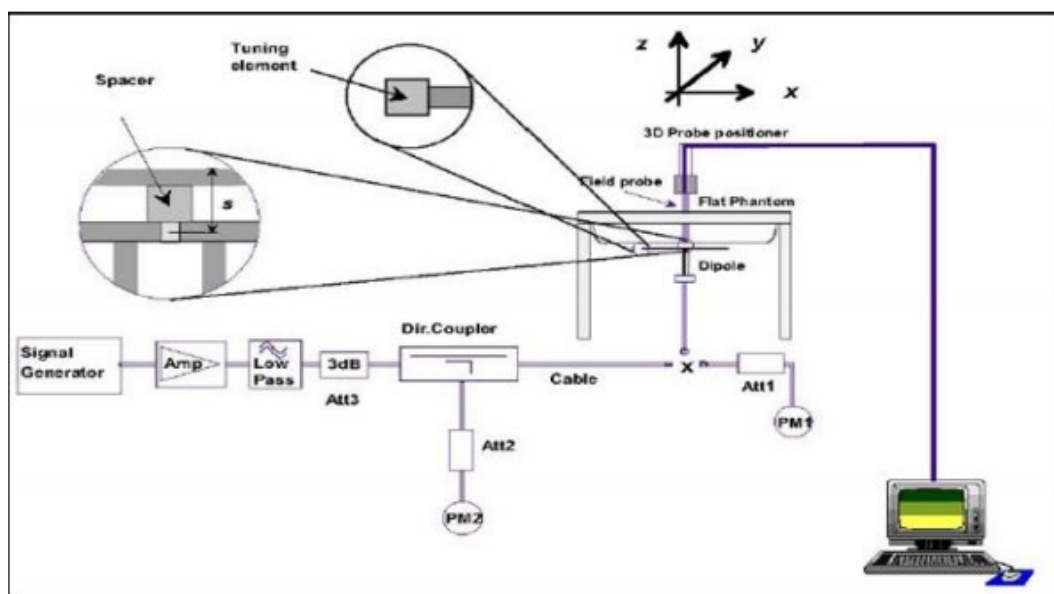 Tuning
element
Spacer
s
z
y
x
3D Probe positioner
Field probe
Flat Phantom
Dipole
Signal
Generator
Amp
Low
Pass
3dB
Att3
Dir.Coupler
Cable
x
Att1
PM1
Att2
PM2